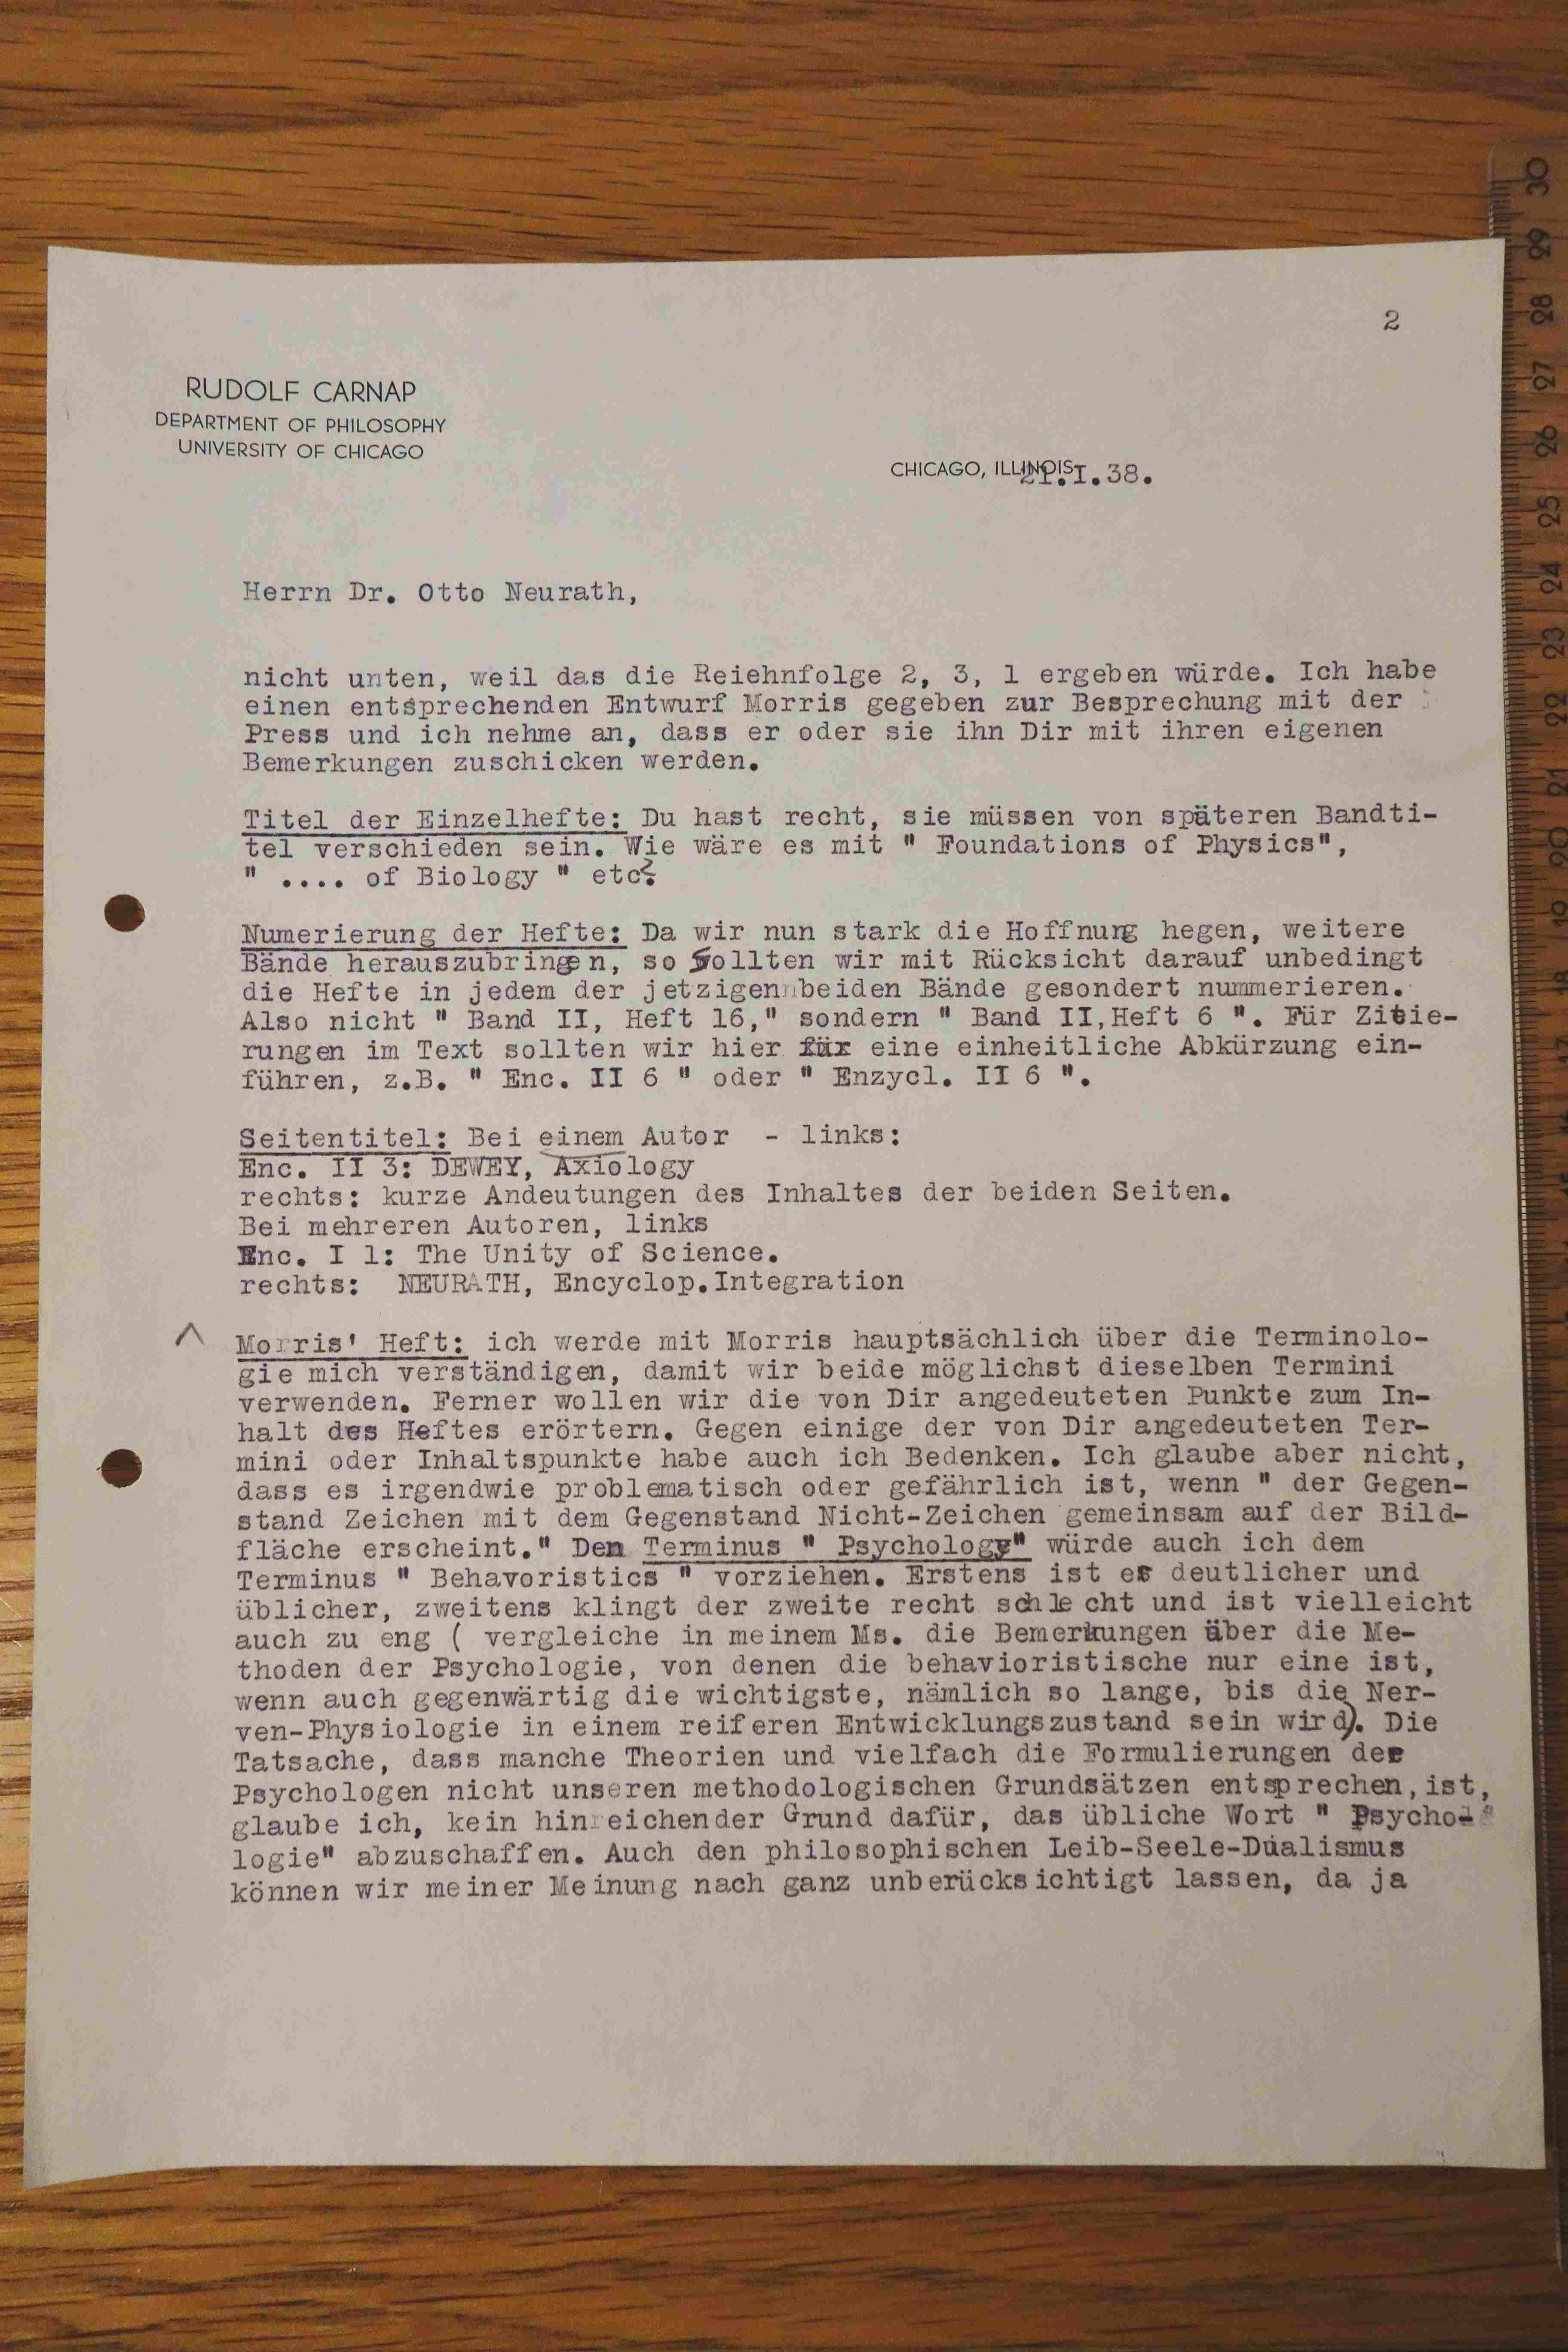 2
RUDOLF CARNAP
DEPARTMENT OF PHILOSOPHY
UNIVERSITY OF CHICAGO
CHICAGO, ILLINOIS 21.I.38.
Herrn Dr. Otto Neurath,
nicht unten, weil das die Reiehnfolge 2, 3, 1 ergeben würde. Ich habe
einen entsprechenden Entwurf Morris gegeben zur Besprechung mit der
Press und ich nehme an, dass er oder sie ihn Dir mit ihren eigenen
Bemerkungen zuschicken werden.
Titel der Einzelhefte: Du hast recht, sie müssen von späteren Bandti-
tel verschieden sein. Wie wäre es mit " Foundations of Physics",
" .... of Biology " etc?
Numerierung der Hefte: Da wir nun stark die Hoffnung hegen, weitere
Bände herauszubringen, so sollten wir mit Rücksicht darauf unbedingt
die Hefte in jedem der jetzigen beiden Bände gesondert nummerieren.
Also nicht " Band II, Heft 16," sondern " Band II,Heft 6 ". Für Zitie-
rungen im Text sollten wir hier für eine einheitliche Abkürzung ein-
führen, z.B. " Enc. II 6 " oder " Enzycl. II 6 ".
Seitentitel: Bei einem Autor - links:
Enc. II 3: DEWEY, Axiology
rechts: kurze Andeutungen des Inhaltes der beiden Seiten.
Bei mehreren Autoren, links
Enc. I 1: The Unity of Science.
rechts: NEURATH, Encyclop.Integration
Morris' Heft: ich werde mit Morris hauptsächlich über die Terminolo-
gie mich verständigen, damit wir beide möglichst dieselben Termini
verwenden. Ferner wollen wir die von Dir angedeuteten Punkte zum In-
halt des Heftes erörtern. Gegen einige der von Dir angedeuteten Ter-
mini oder Inhaltspunkte habe auch ich Bedenken. Ich glaube aber nicht,
dass es irgendwie problematisch oder gefährlich ist, wenn " der Gegen-
stand Zeichen mit dem Gegenstand Nicht-Zeichen gemeinsam auf der Bild-
fläche erscheint." Den Terminus " Psychology" würde auch ich dem
Terminus " Behavoristics " vorziehen. Erstens ist er deutlicher und
üblicher, zweitens klingt der zweite recht schlecht und ist vielleicht
auch zu eng ( vergleiche in meinem Ms. die Bemerkungen über die Me-
thoden der Psychologie, von denen die behavioristische nur eine ist,
wenn auch gegenwärtig die wichtigste, nämlich so lange, bis die Ner-
ven-Physiologie in einem reiferen Entwicklungszustand sein wird). Die
Tatsache, dass manche Theorien und vielfach die Formulierungen der
Psychologen nicht unseren methodologischen Grundsätzen entsprechen,ist,
glaube ich, kein hinreichender Grund dafür, das übliche Wort " Psycho-
logie" abzuschaffen. Auch den philosophischen Leib-Seele-Dualismus
können wir meiner Meinung nach ganz unberücksichtigt lassen, da ja
30
29
28
27
26
25
24
23
22
21
20
19
18
17